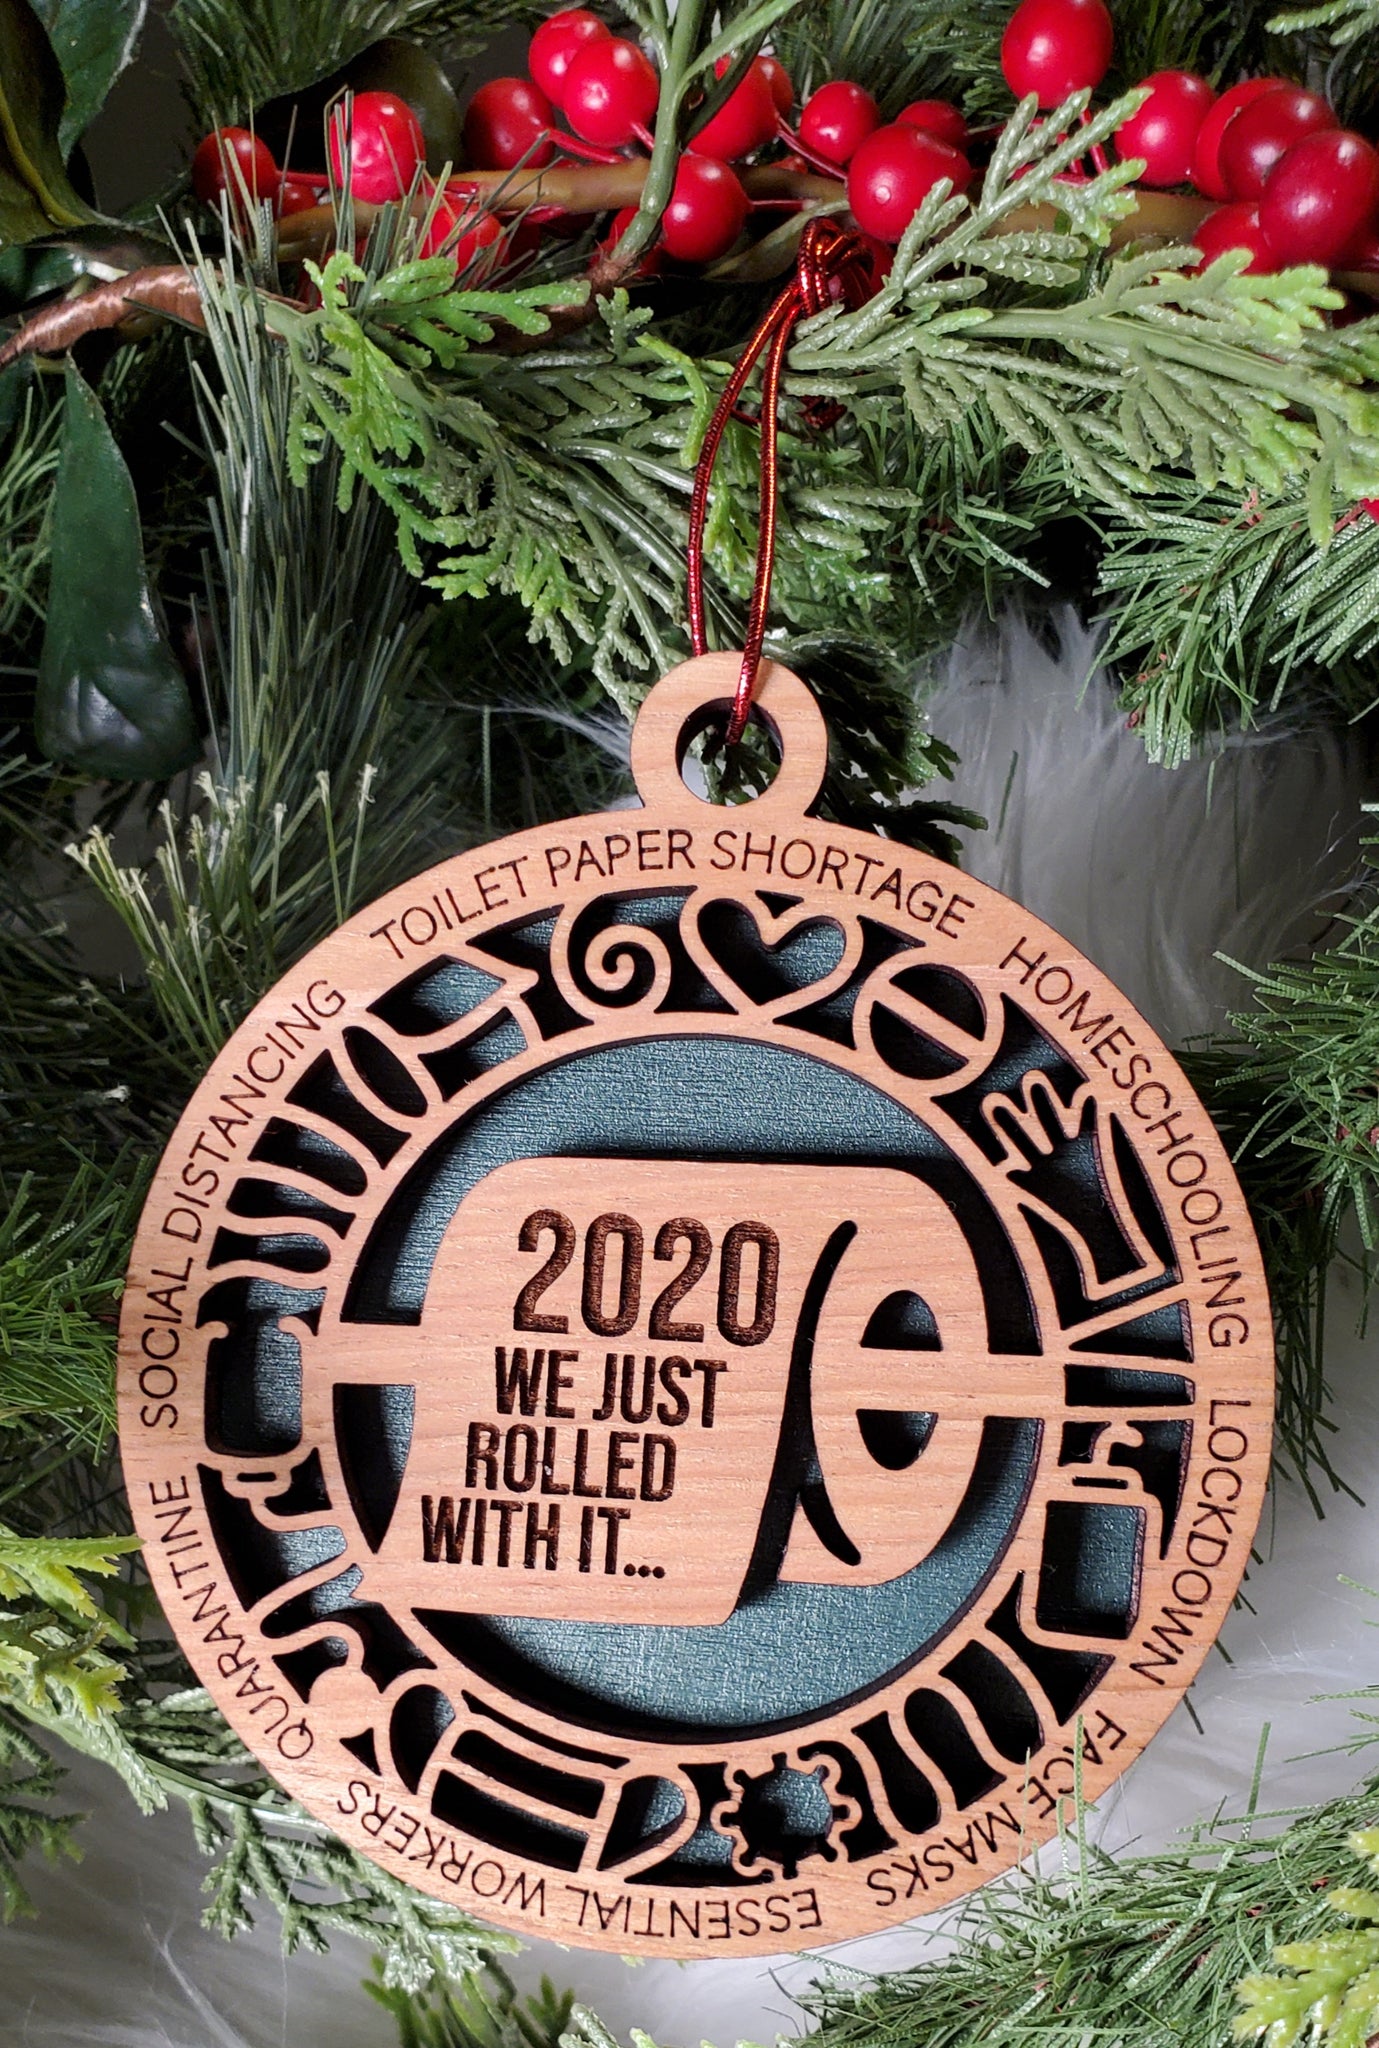 TOILET PAPER SHORTAGE
HOMESCHOOLING
LOCKDOWN
FACE MASKS
ESSENTIAL WORKERS
QUARANTINE
SOCIAL DISTANCING
2020
WE JUST
ROLLED
WITH IT...